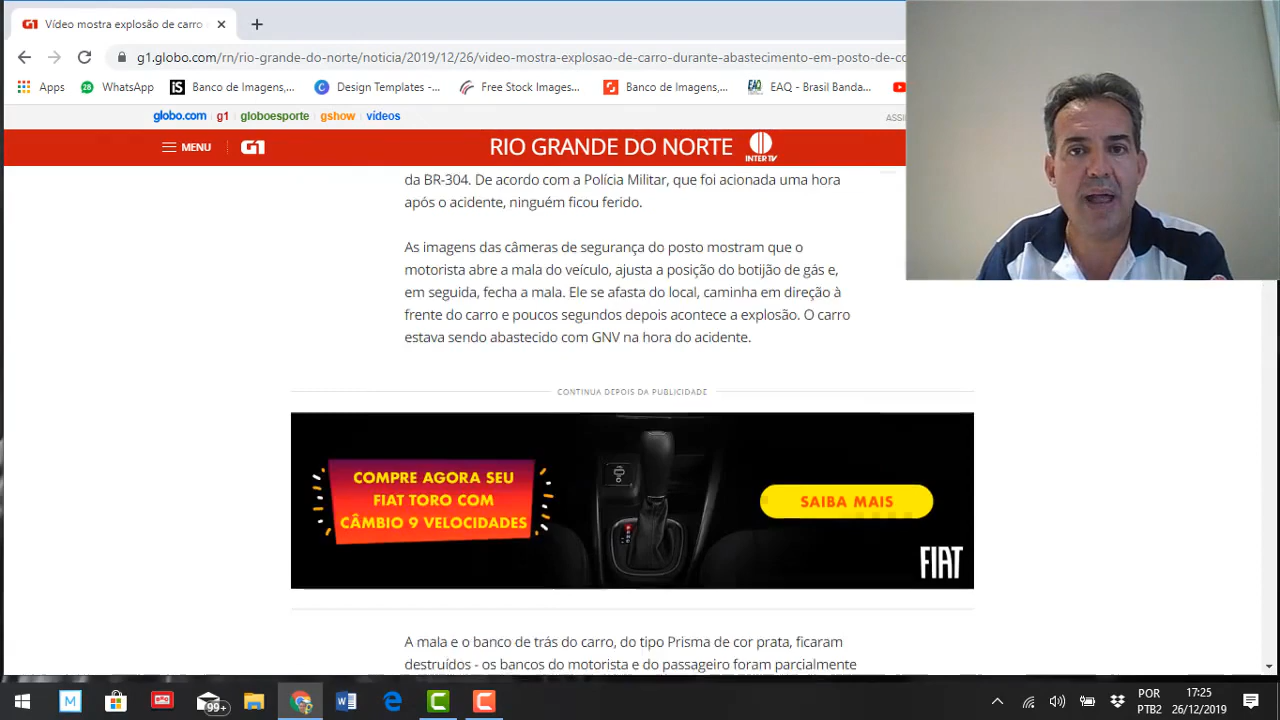 G1 Vídeo mostra explosão de carro
g1.globo.com/rn/rio-grande-do-norte/noticia/2019/12/26/video-mostra-explosao-de-carro-durante-abastecimento-em-posto-de-co
Apps 28 WhatsApp iS Banco de Imagens,... C Design Templates -... Free Stock Images... Banco de Imagens,... EAQ EAQ - Brasil Banda...
globo.com g1 globoesporte gshow vídeos ASSI
MENU G1 RIO GRANDE DO NORTE INTER TV
da BR-304. De acordo com a Polícia Militar, que foi acionada uma hora
após o acidente, ninguém ficou ferido.
As imagens das câmeras de segurança do posto mostram que o
motorista abre a mala do veículo, ajusta a posição do botijão de gás e,
em seguida, fecha a mala. Ele se afasta do local, caminha em direção à
frente do carro e poucos segundos depois acontece a explosão. O carro
estava sendo abastecido com GNV na hora do acidente.
CONTINUA DEPOIS DA PUBLICIDADE
COMPRE AGORA SEU
FIAT TORO COM
CÂMBIO 9 VELOCIDADES
SAIBA MAIS
FIAT
A mala e o banco de trás do carro, do tipo Prisma de cor prata, ficaram
destruídos - os bancos do motorista e do passageiro foram parcialmente
M 99+ W C C POR 17:25
PTB2 26/12/2019